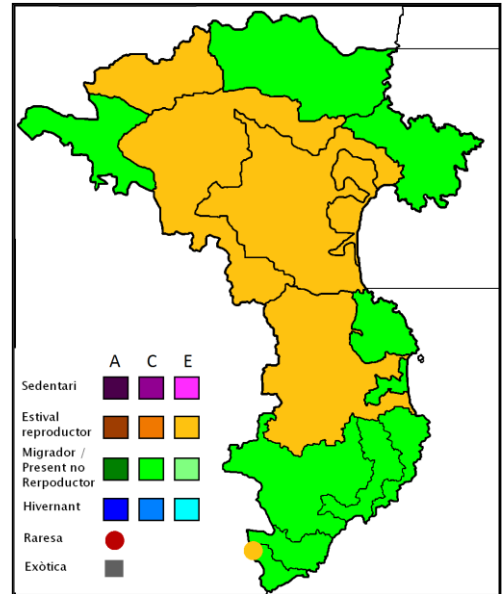 A C E
Sedentari
Estival
reproductor
Migrador /
Present no
Rerpoductor
Hivernant
Raresa
Exòtica